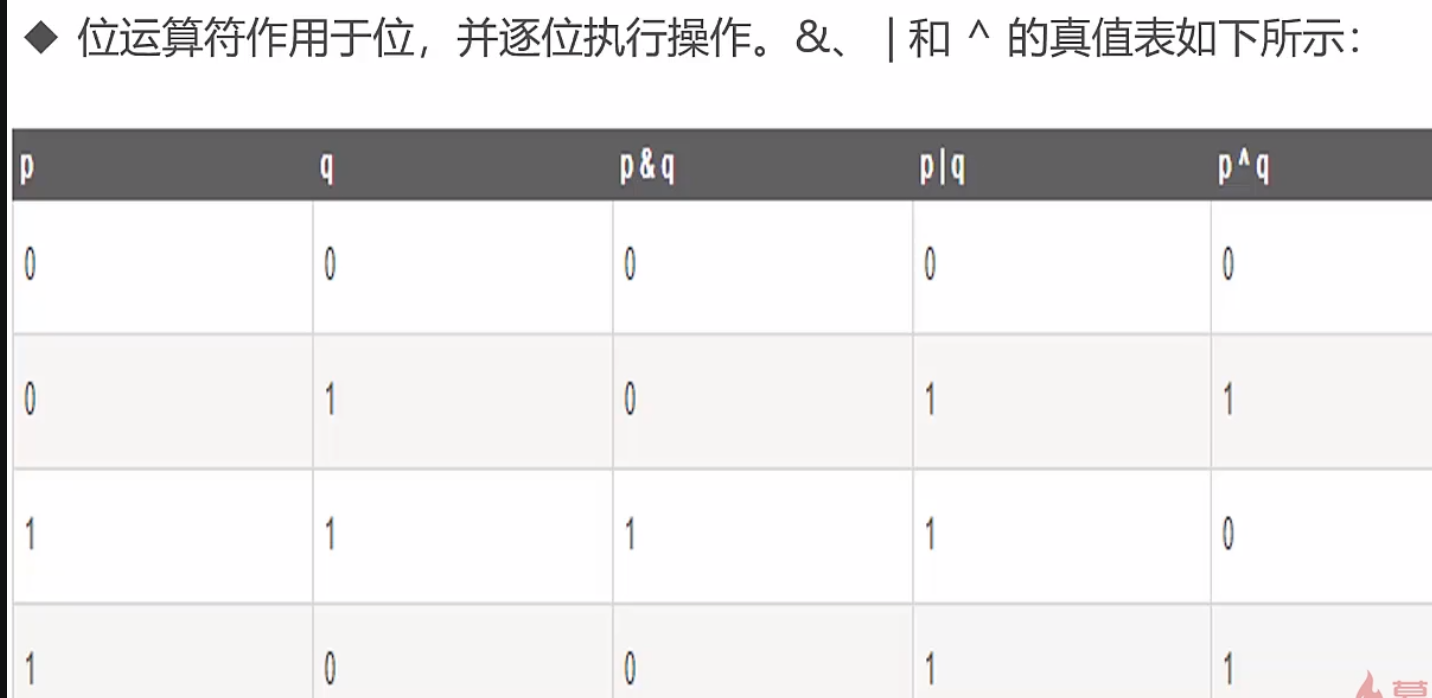 ◆ 位运算符作用于位，并逐位执行操作。&、 | 和 ^ 的真值表如下所示：
p q p & q p | q p ^ q
0 0 0 0 0
0 1 0 1 1
1 1 1 1 0
1 0 0 1 1